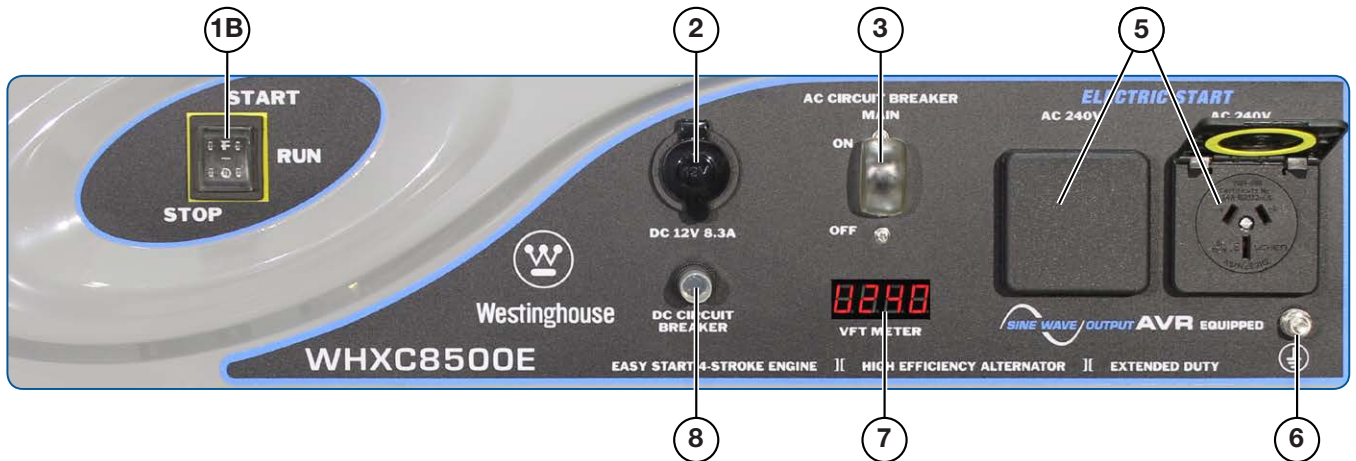 1B
2
3
5
START
RUN
STOP
12V
DC 12V 8.3A
DC CIRCUIT
BREAKER
Westinghouse
WHXC8500E
AC CIRCUIT BREAKER
MAIN
ON
OFF
0240
VFT METER
ELECTRIC START
AC 240V
AC 240V
SINE WAVE / OUTPUT AVR EQUIPPED
EASY START 4-STROKE ENGINE ][ HIGH EFFICIENCY ALTERNATOR ][ EXTENDED DUTY
8
7
6